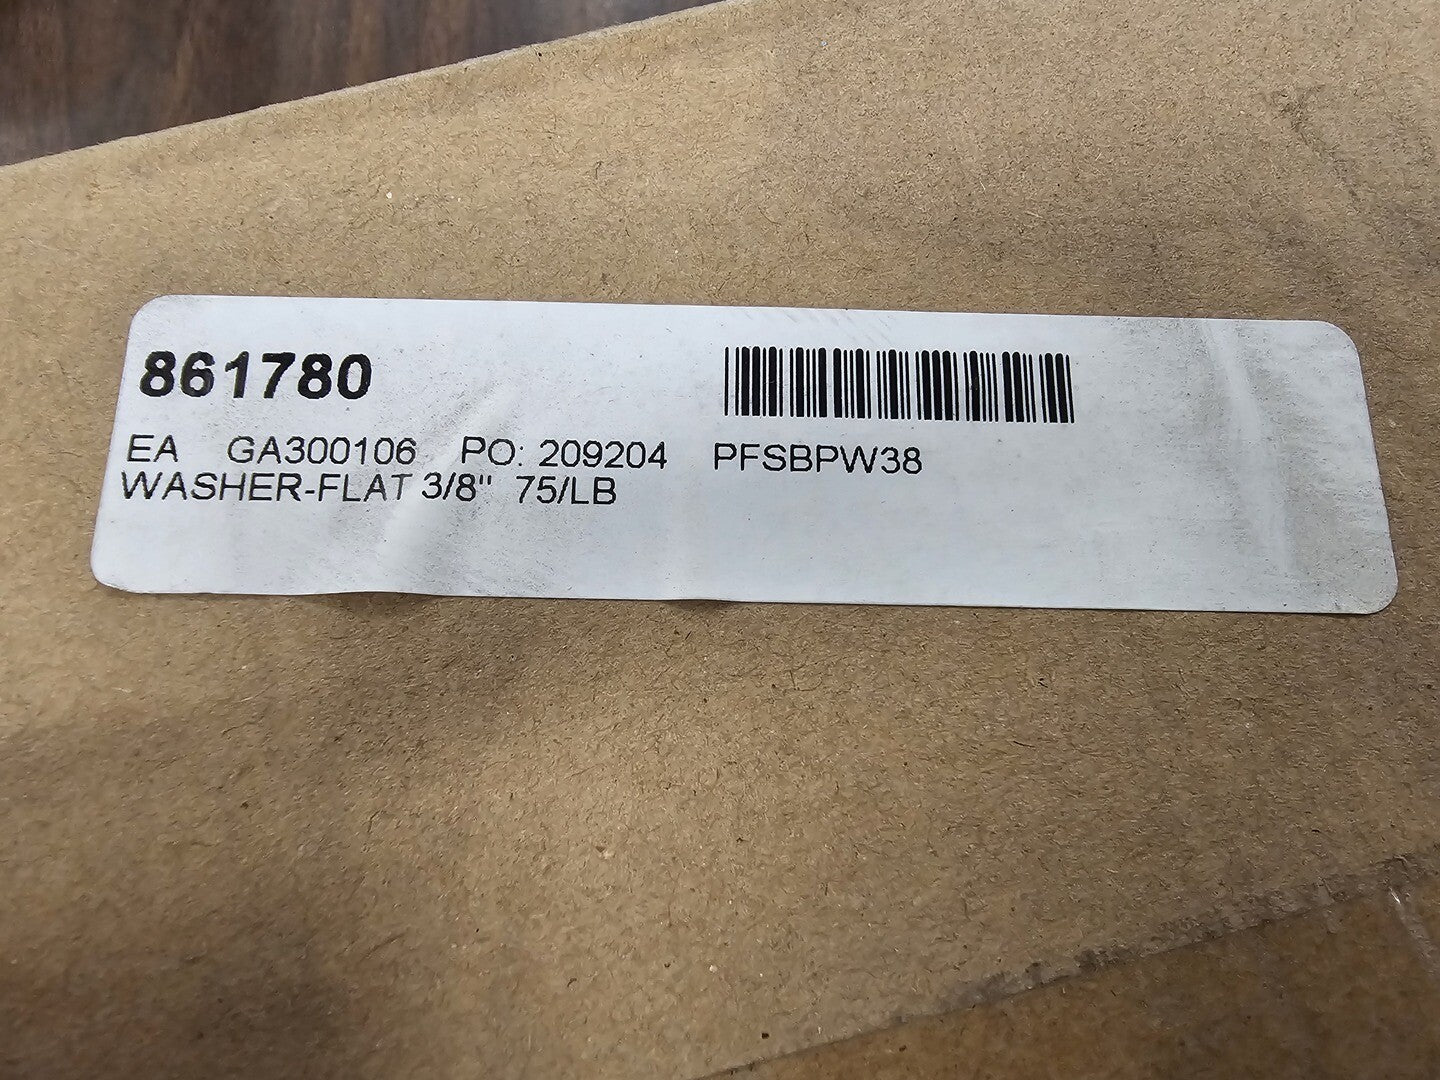 861780
EA GA300106 PO: 209204 PFSBPW38
WASHER-FLAT 3/8" 75/LB